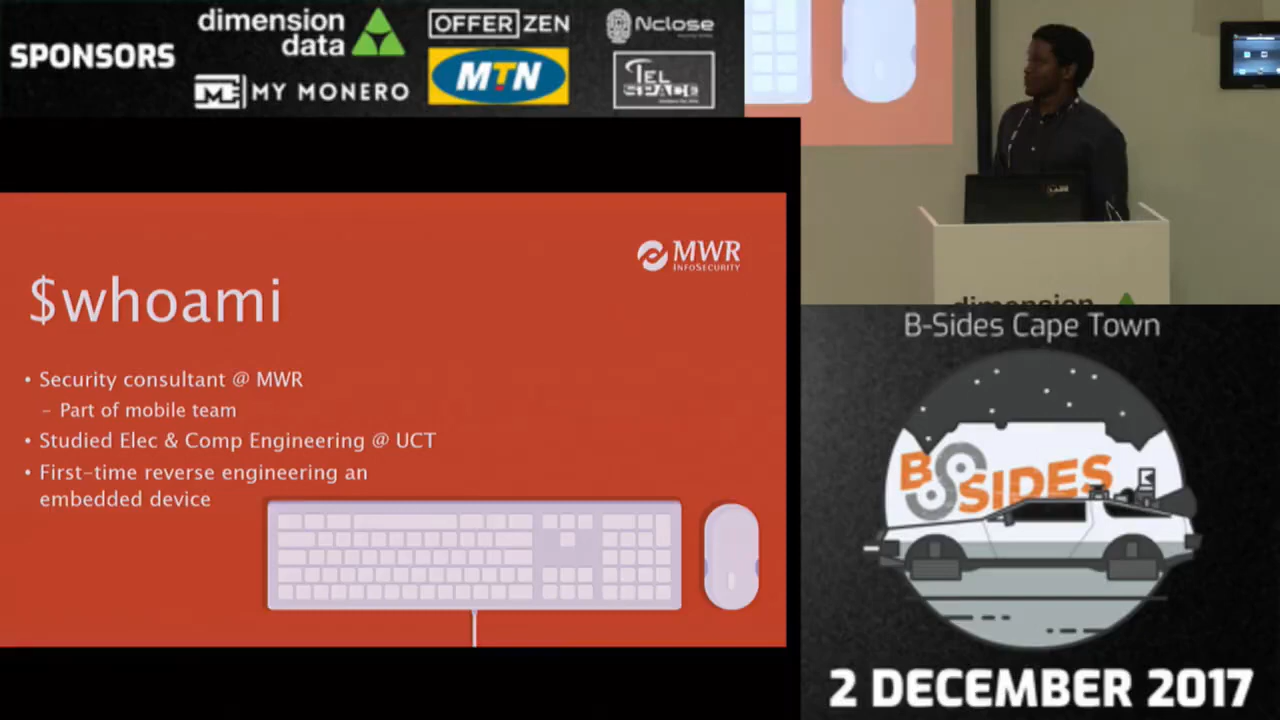 SPONSORS
dimension
data
OFFERZEN
Nclose
MY MONERO
MTN
TEL
SPACE
MWR
INFOSECURITY
$whoami
• Security consultant @ MWR
– Part of mobile team
• Studied Elec & Comp Engineering @ UCT
• First-time reverse engineering an
embedded device
dimension
B-Sides Cape Town
BSIDES
2 DECEMBER 2017